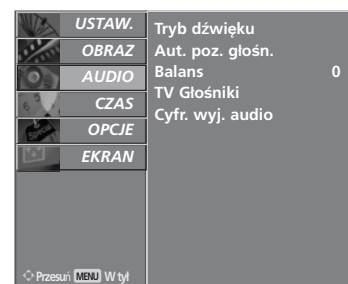 USTAW.
OBRAZ
AUDIO
CZAS
OPCJE
EKRAN
Tryb dźwięku
Aut. poz. głośn.
Balans 0
TV Głośniki
Cyfr. wyj. audio
Przesuń MENU W tył